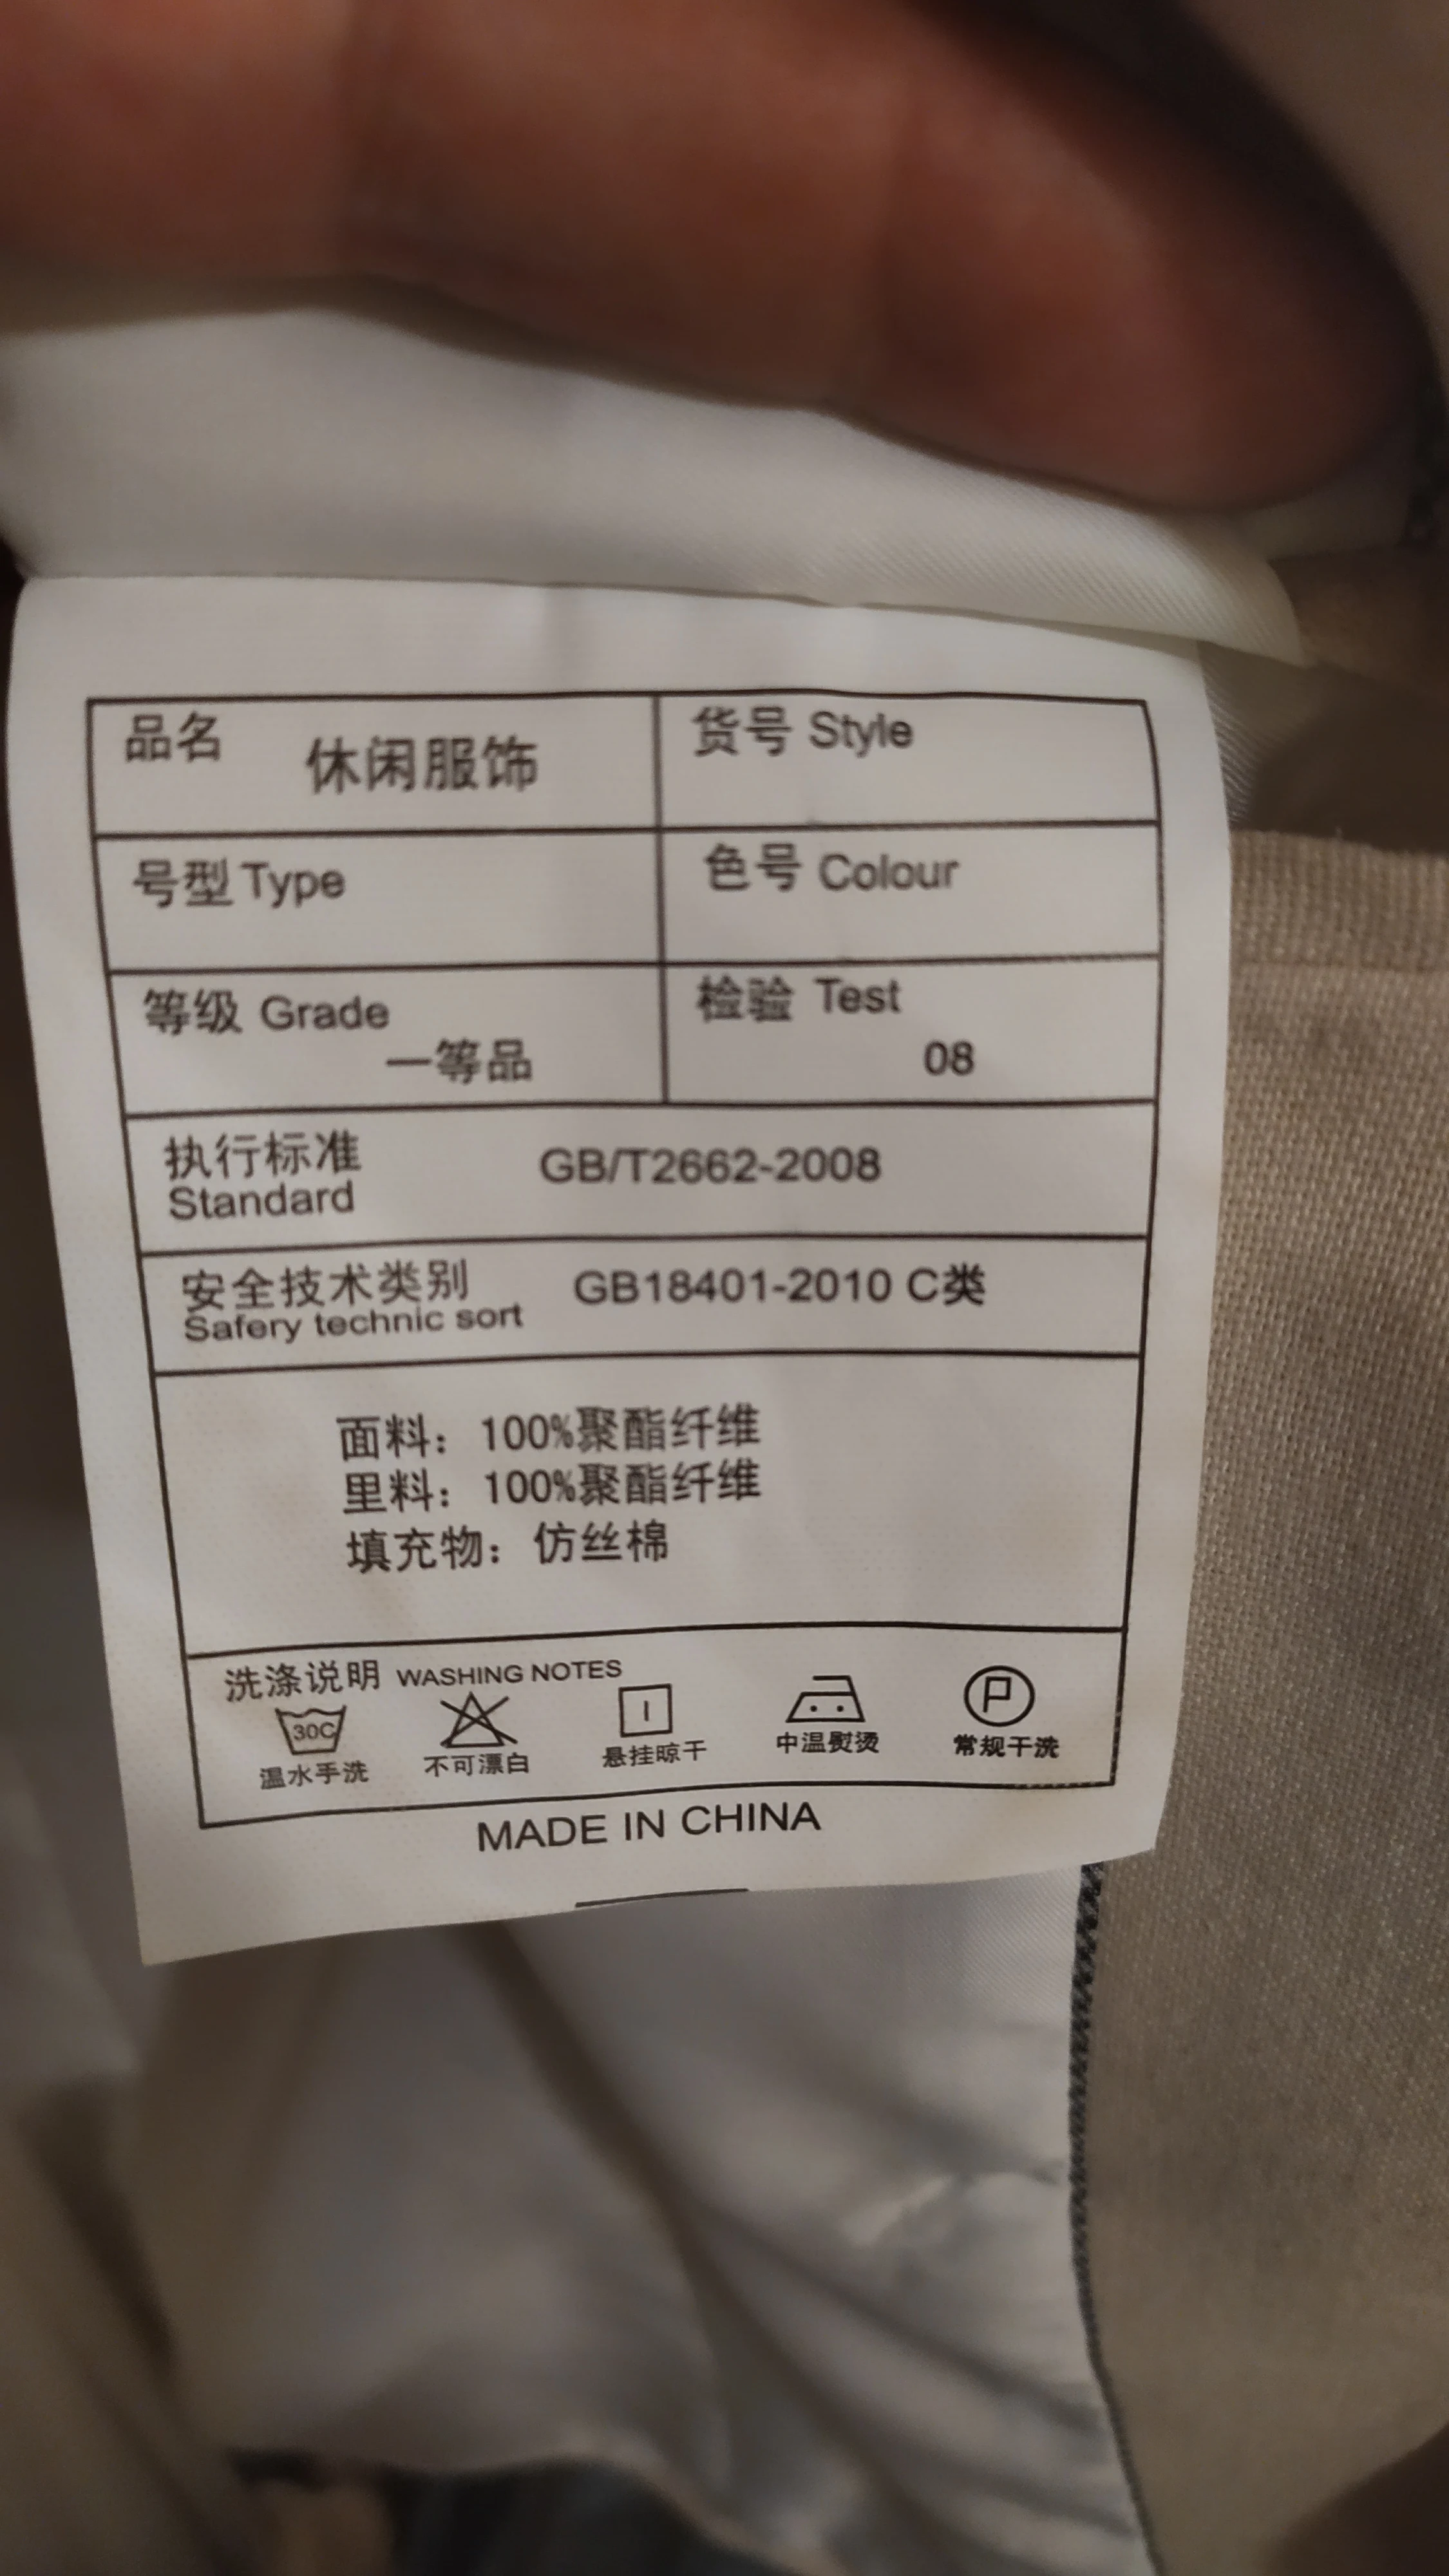 品名 休闲服饰
货号 Style
号型 Type
色号 Colour
等级 Grade
一等品
检验 Test
08
执行标准
Standard
GB/T2662-2008
安全技术类别
Safery technic sort
GB18401-2010 C类
面料：100%聚酯纤维
里料：100%聚酯纤维
填充物：仿丝棉
洗涤说明 WASHING NOTES
30C
P
温水手洗 不可漂白 悬挂晾干 中温熨烫 常规干洗
MADE IN CHINA